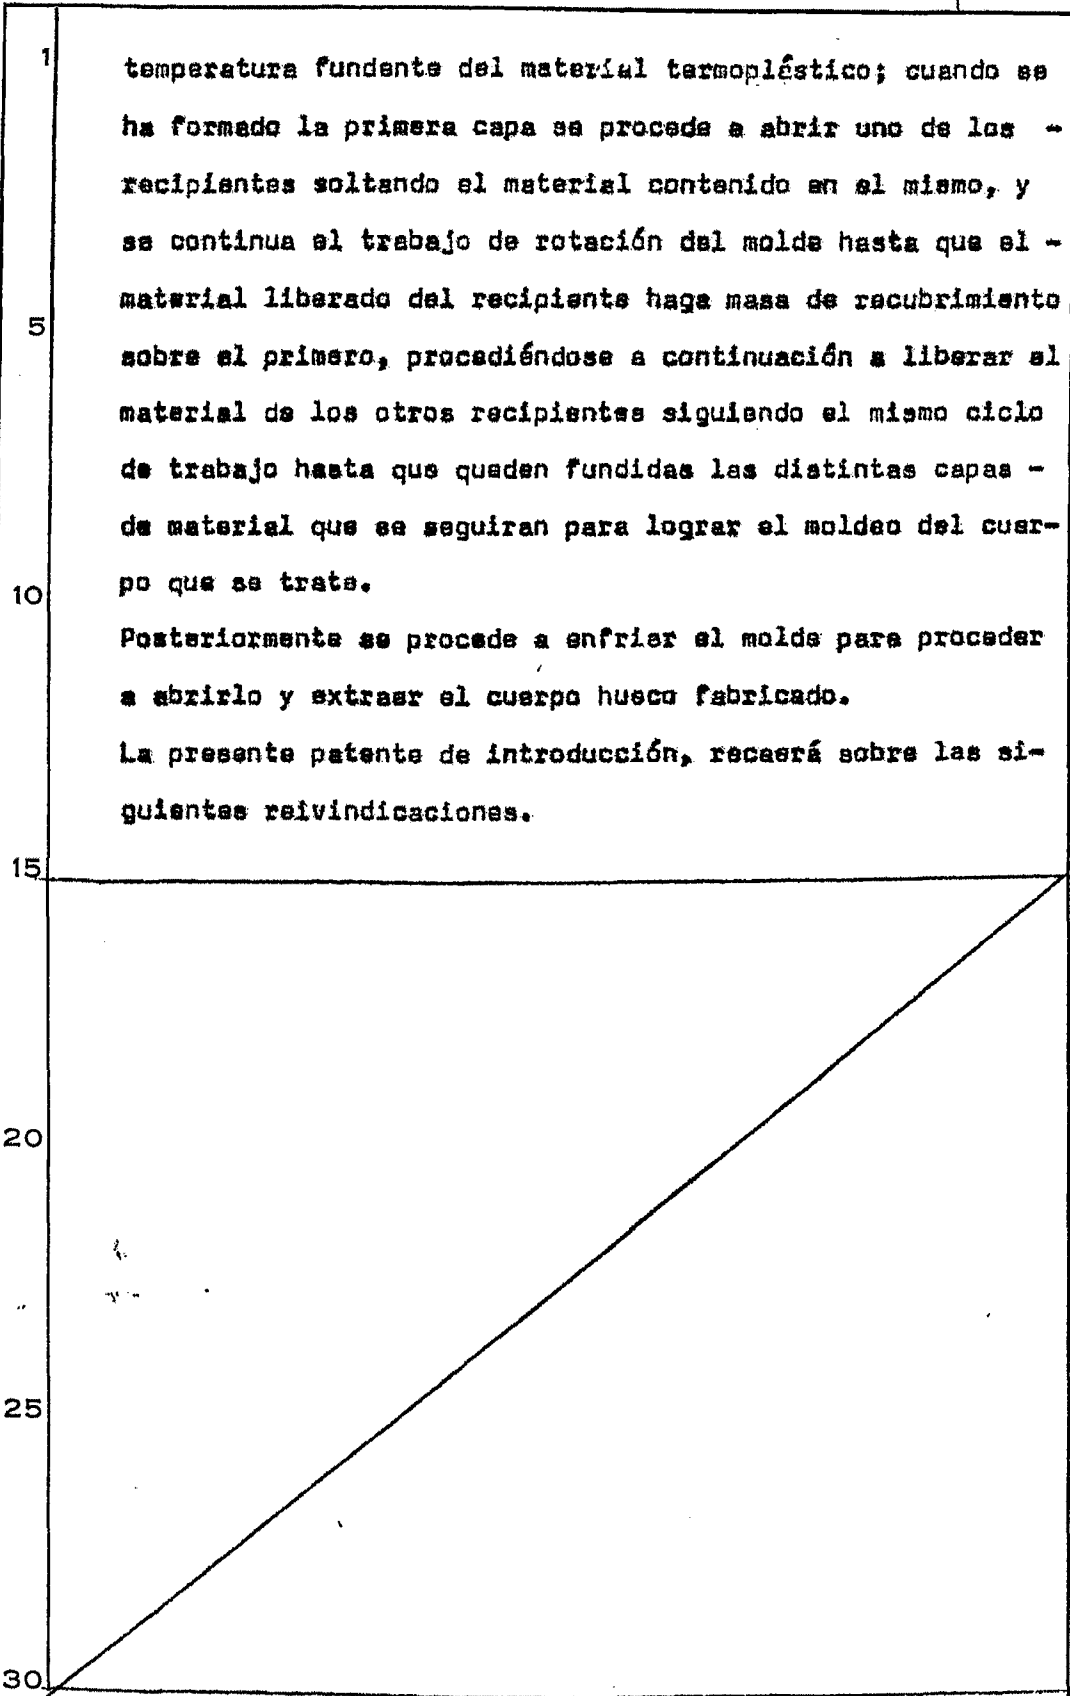 1
temperatura fundente del material termoplástico; cuando se
ha formado la primera capa se procede a abrir uno de los -
recipientes soltando el material contenido en el mismo, y
se continua el trabajo de rotación del molde hasta que el -
material liberado del recipiente haga masa de recubrimiento
5
sobre el primero, procediéndose a continuación a liberar el
material de los otros recipientes siguiendo el mismo ciclo
de trabajo hasta que queden fundidas las distintas capas -
de material que se seguiran para lograr el moldeo del cuer-
10
po que se trate.
Posteriormente se procede a enfriar el molde para proceder
a abrirlo y extraer el cuerpo hueco fabricado.
La presente patente de introducción, recaerá sobre las si-
guientes reivindicaciones.
15
20
25
30